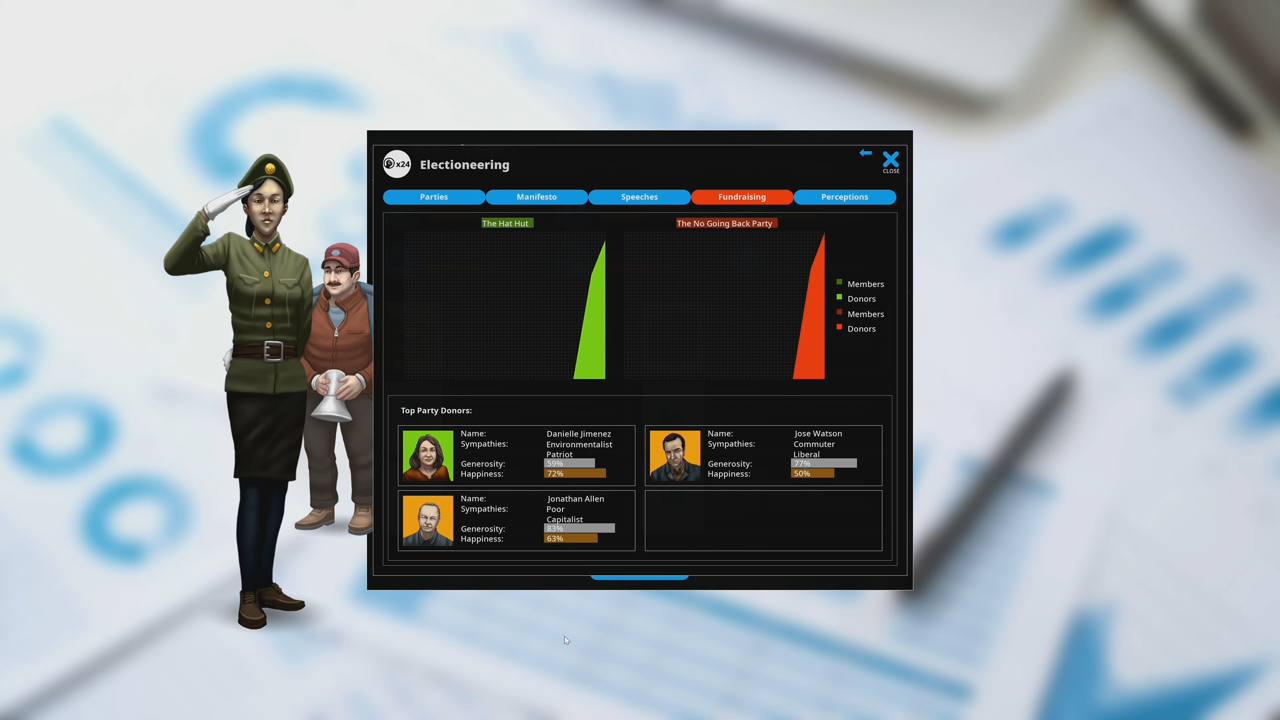 x24
Electioneering
CLOSE
Parties
Manifesto
Speeches
Fundraising
Perceptions
The Hat Hut
The No Going Back Party
Members
Donors
Members
Donors
Top Party Donors:
Name: Danielle Jimenez
Sympathies: Environmentalist
Patriot
Generosity: 59%
Happiness: 72%
Name: Jose Watson
Sympathies: Commuter
Liberal
Generosity: 77%
Happiness: 50%
Name: Jonathan Allen
Sympathies: Poor
Capitalist
Generosity: 83%
Happiness: 63%